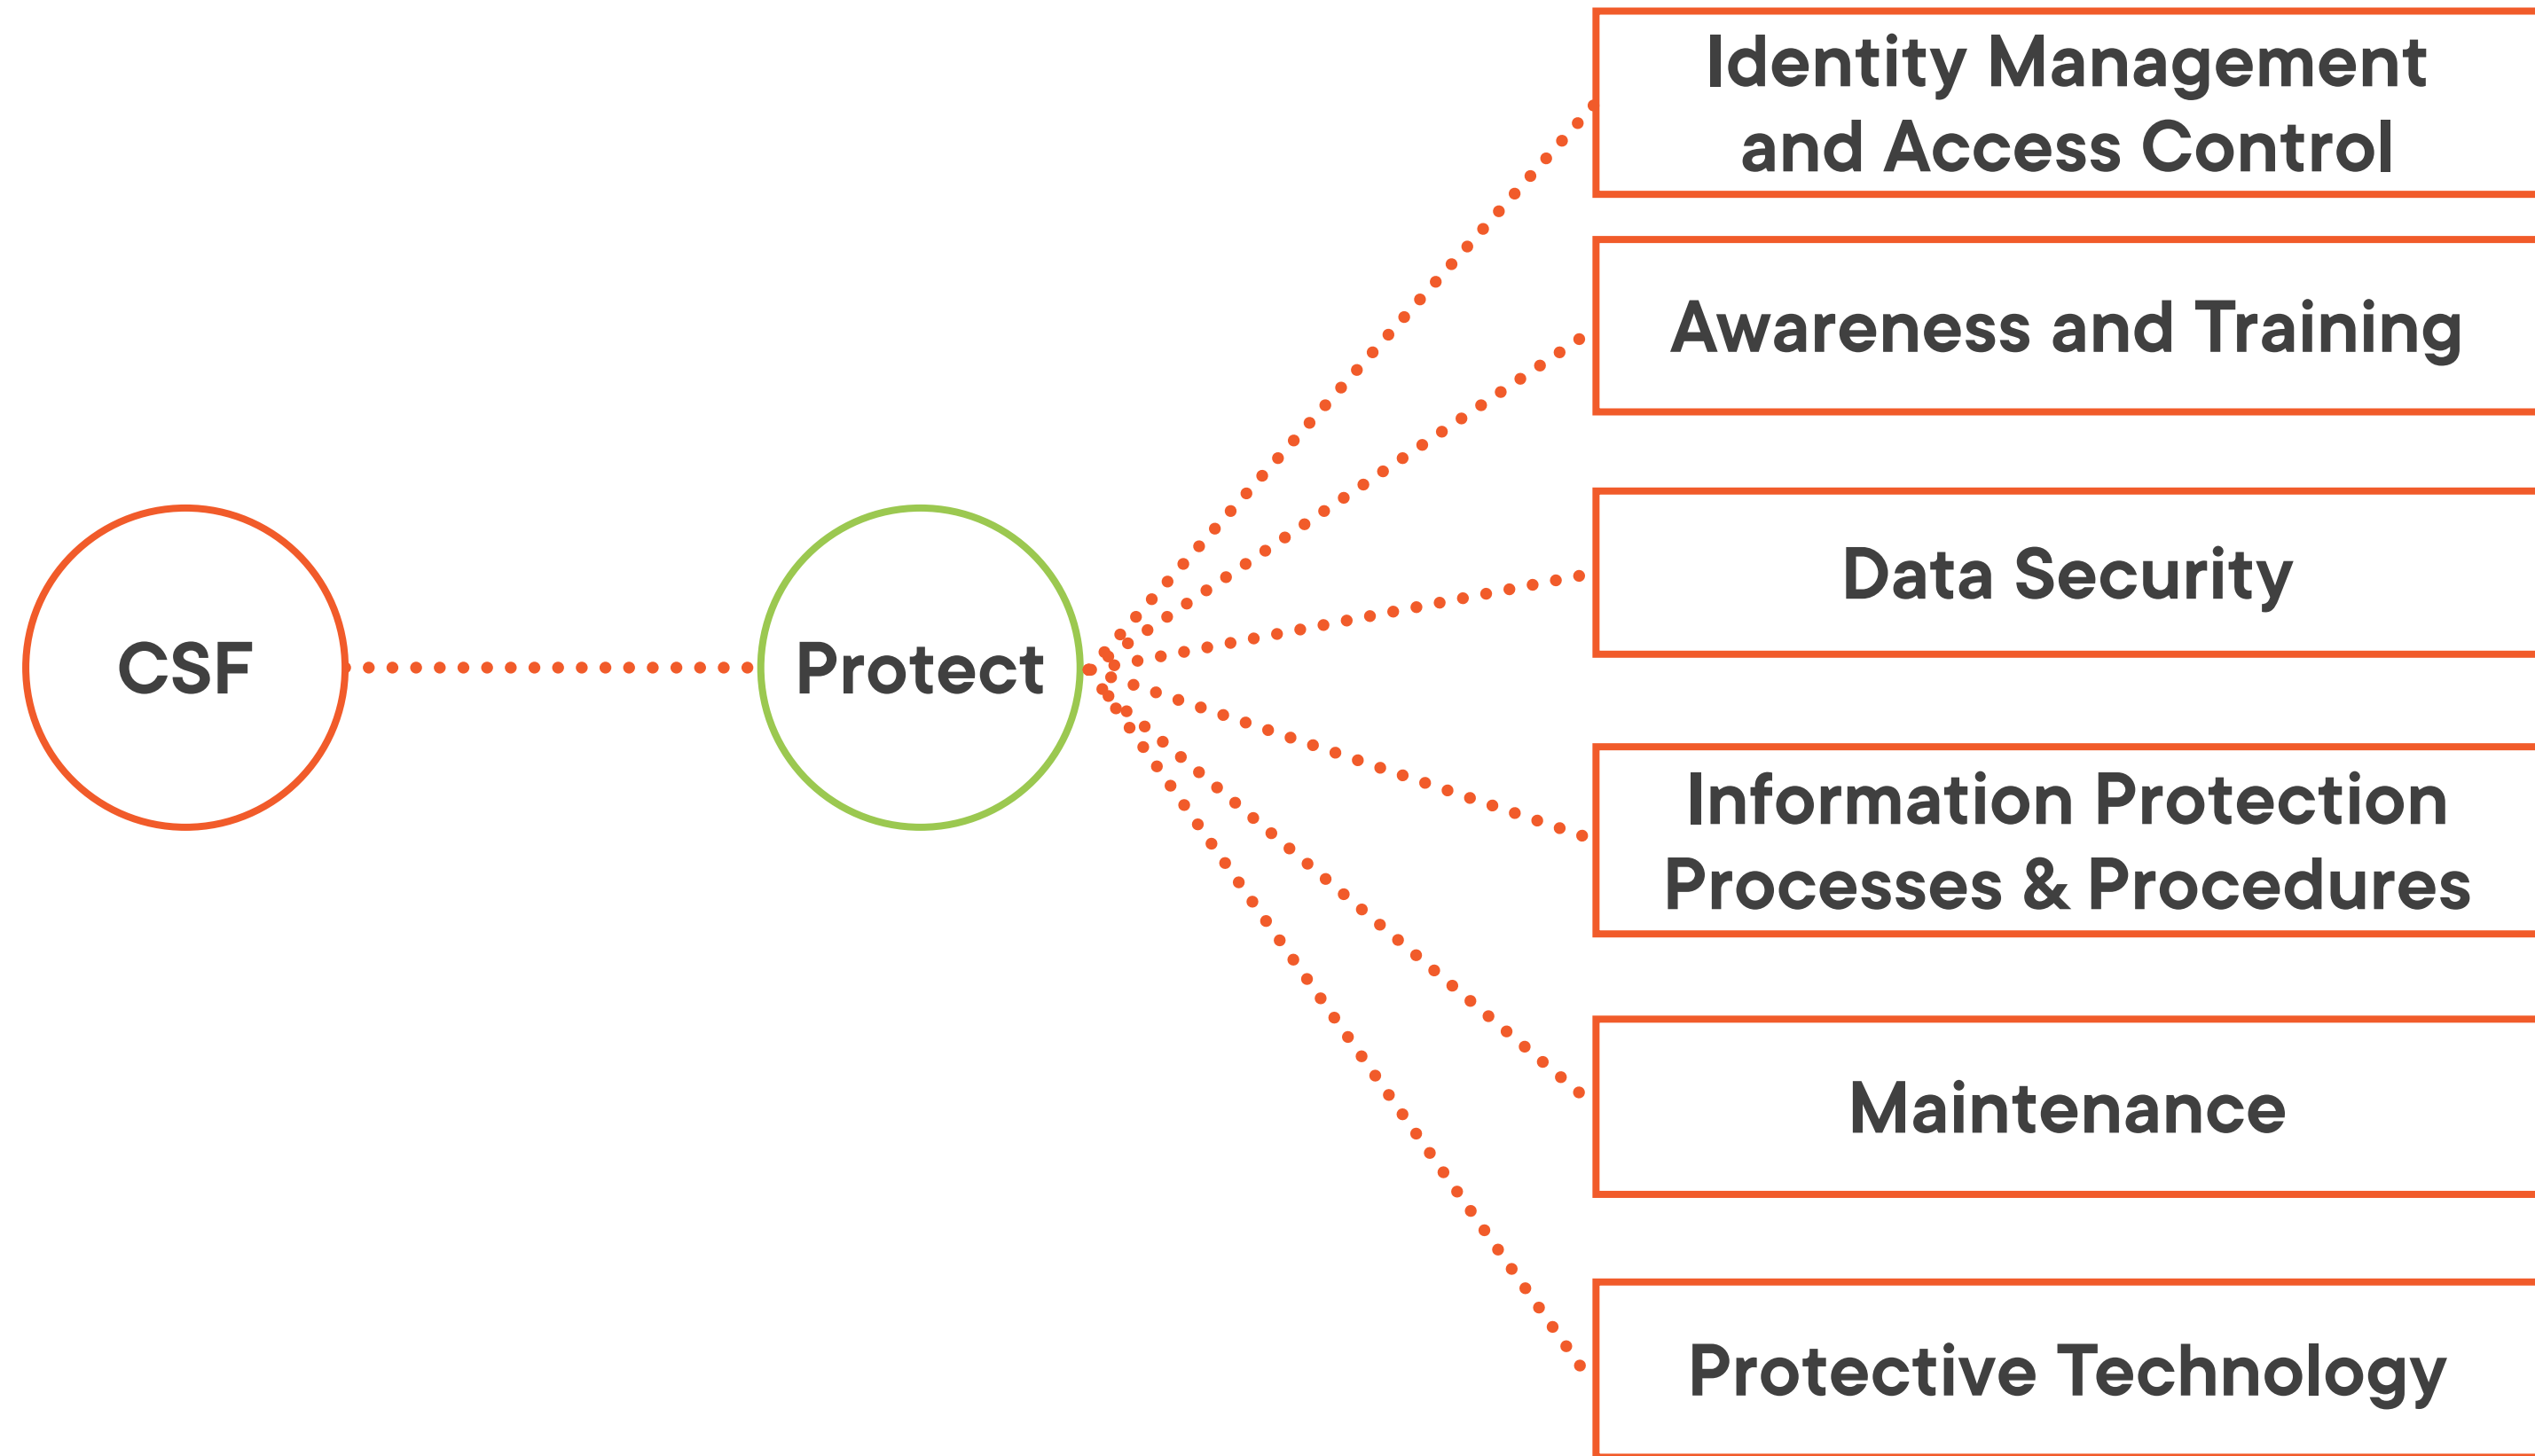 CSF
Protect
Identity Management
and Access Control
Awareness and Training
Data Security
Information Protection
Processes & Procedures
Maintenance
Protective Technology